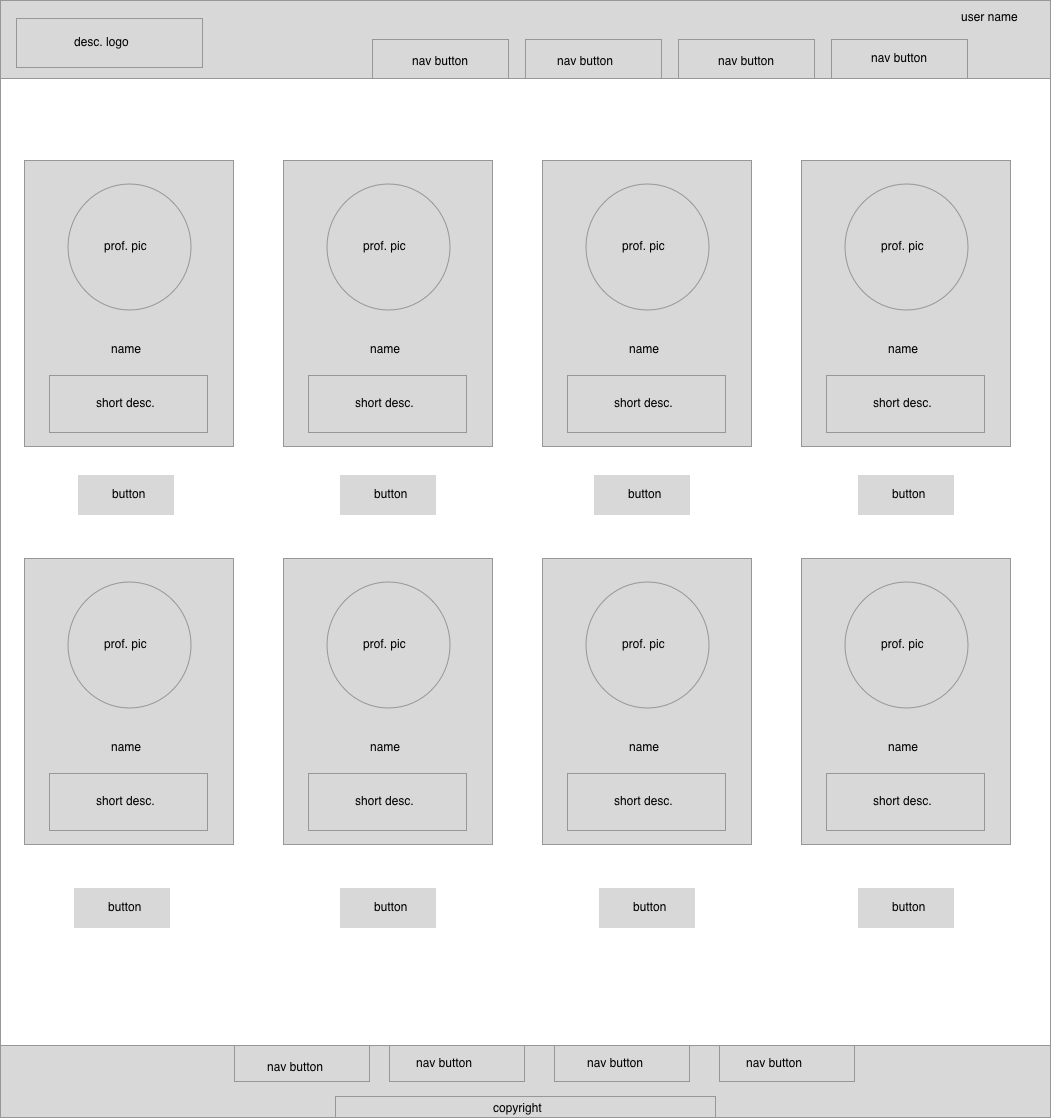 user name
desc. logo
nav button
nav button
nav button
nav button
prof. pic
prof. pic
prof. pic
prof. pic
name
name
name
name
short desc.
short desc.
short desc.
short desc.
button
button
button
button
prof. pic
prof. pic
prof. pic
prof. pic
name
name
name
name
short desc.
short desc.
short desc.
short desc.
button
button
button
button
nav button
nav button
nav button
nav button
copyright